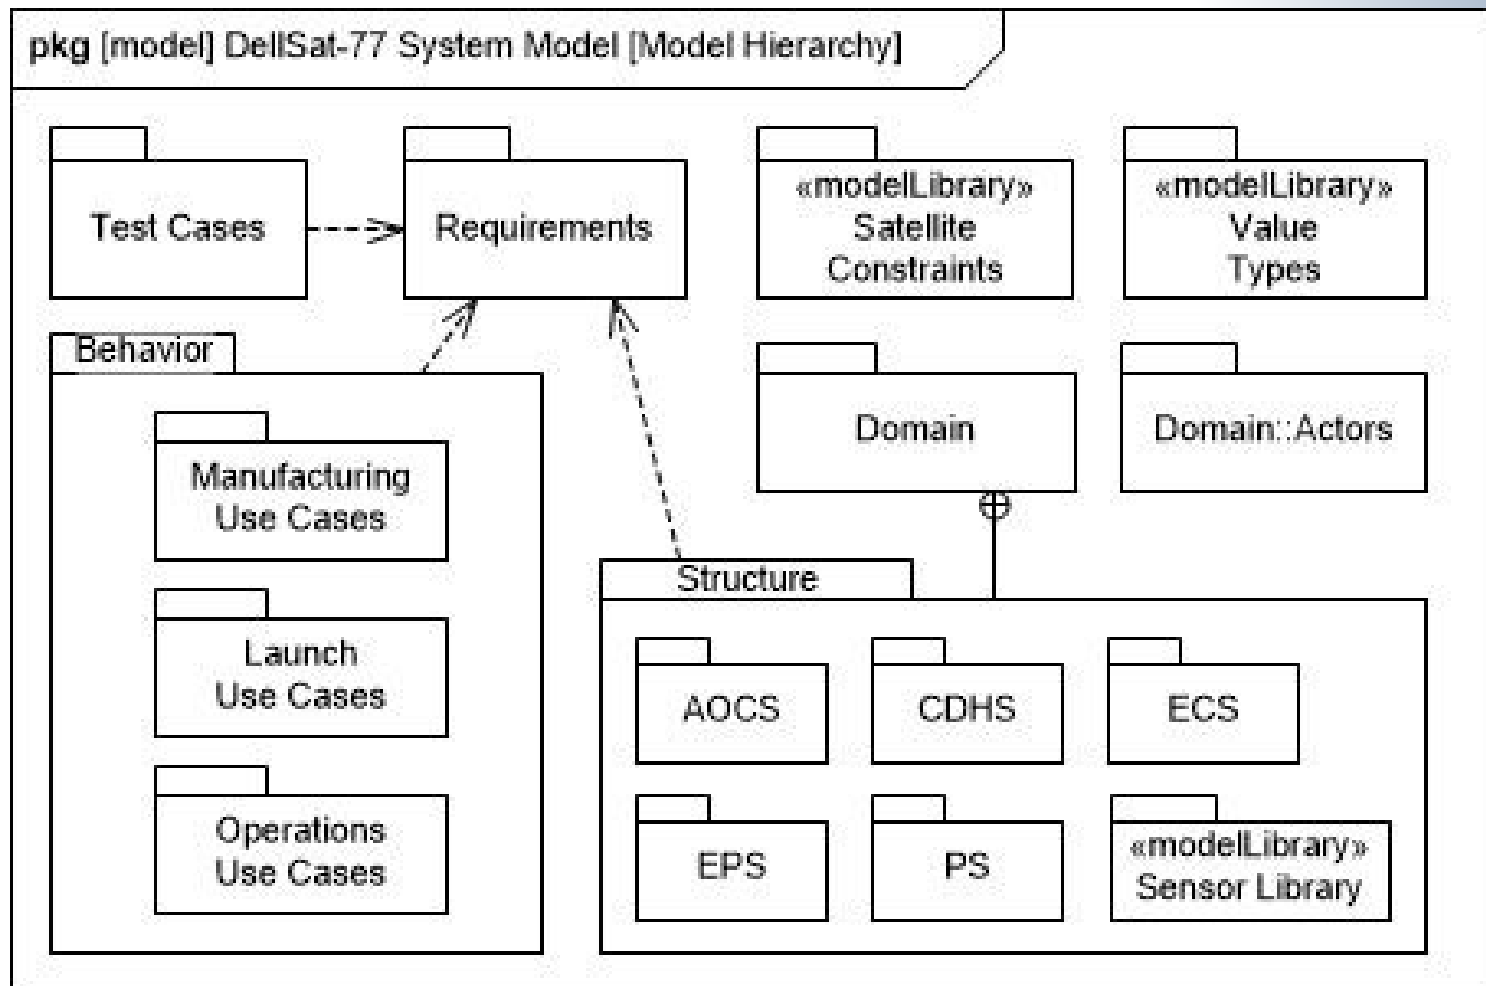 pkg [model] DellSat-77 System Model [Model Hierarchy]
Test Cases
Requirements
«modelLibrary»
Satellite
Constraints
«modelLibrary»
Value
Types
Behavior
Manufacturing
Use Cases
Launch
Use Cases
Operations
Use Cases
Domain
Domain::Actors
Structure
AOCS
CDHS
ECS
EPS
PS
«modelLibrary»
Sensor Library